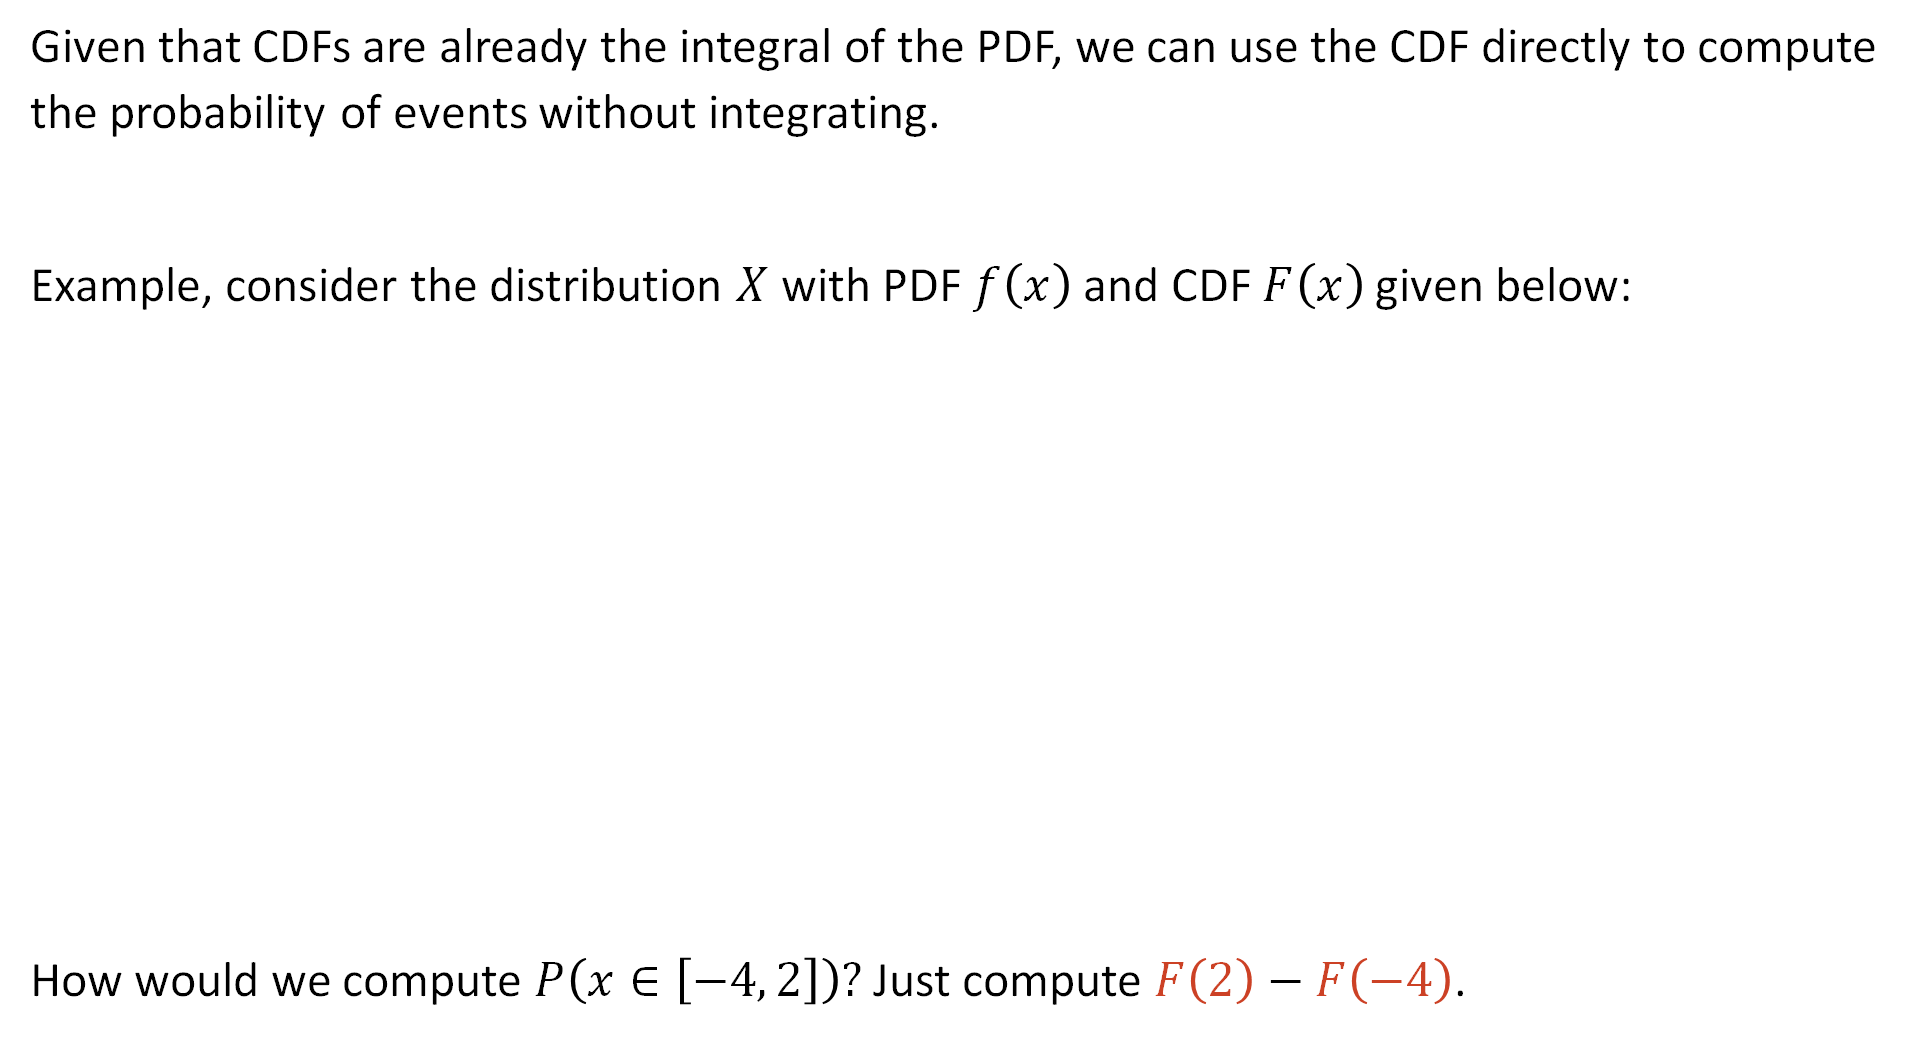 Given that CDFs are already the integral of the PDF, we can use the CDF directly to compute
the probability of events without integrating.
Example, consider the distribution X with PDF f(x) and CDF F(x) given below:
How would we compute P(x ∈ [−4, 2])? Just compute F(2) − F(−4).